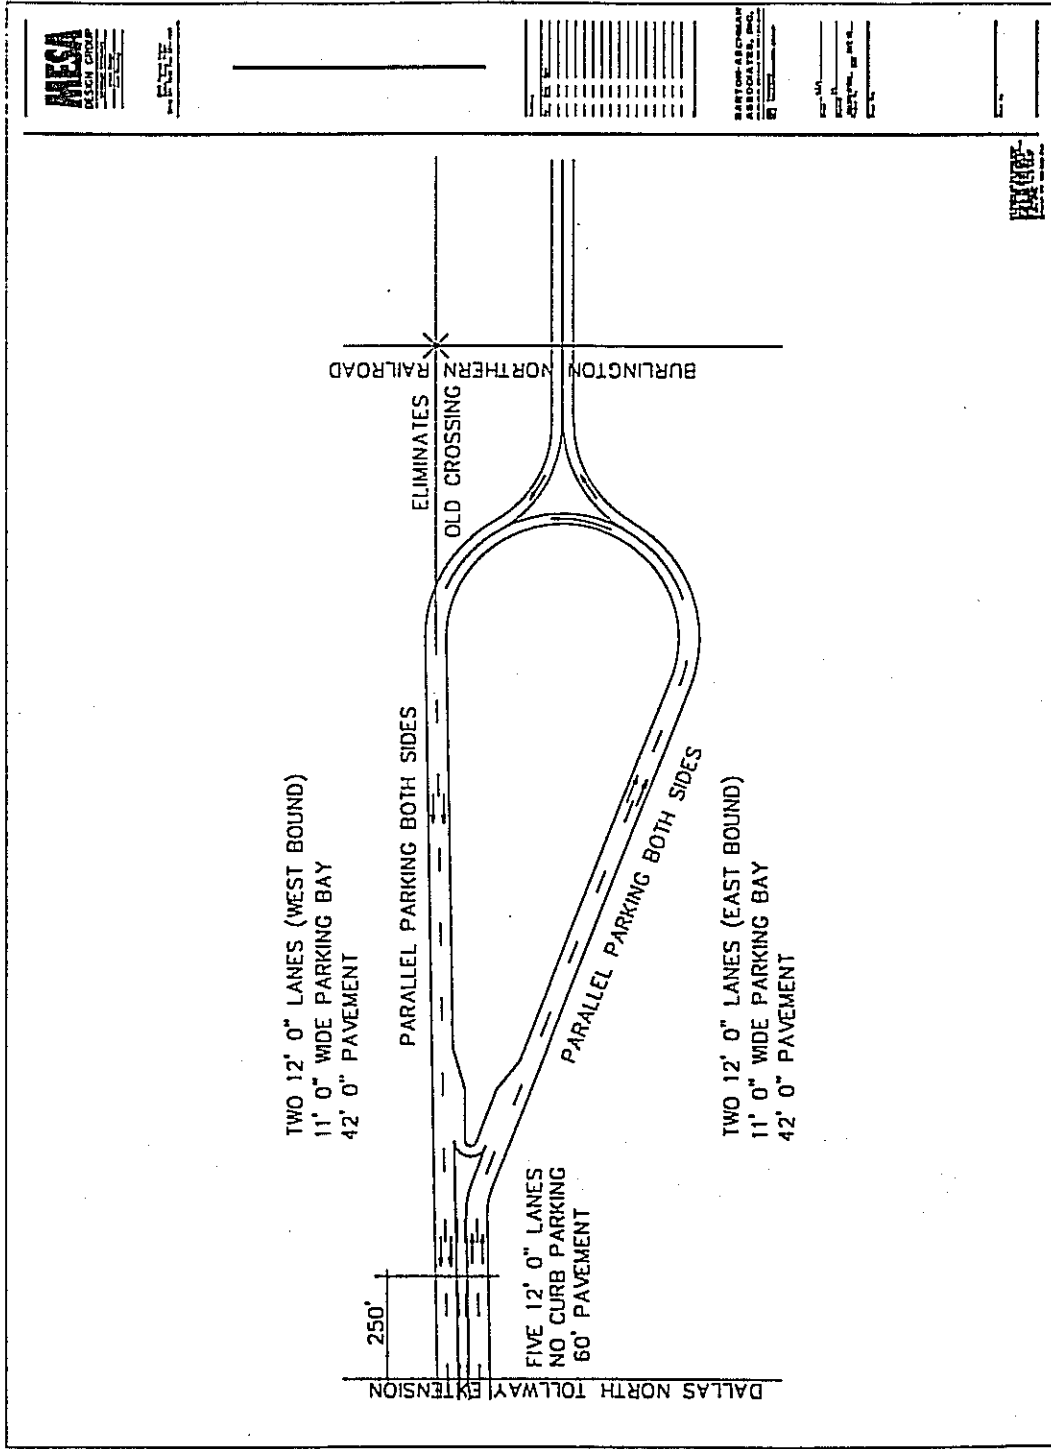 MESA
DESIGN GROUP
BARTON-ASCHMAN
ASSOCIATES, INC.
BURLINGTON NORTHERN RAILROAD
ELIMINATES
OLD CROSSING
TWO 12' 0" LANES (WEST BOUND)
11' 0" WIDE PARKING BAY
42' 0" PAVEMENT
PARALLEL PARKING BOTH SIDES
PARALLEL PARKING BOTH SIDES
TWO 12' 0" LANES (EAST BOUND)
11' 0" WIDE PARKING BAY
42' 0" PAVEMENT
250'
FIVE 12' 0" LANES
NO CURB PARKING
60' PAVEMENT
DALLAS NORTH TOLLWAY EXTENSION